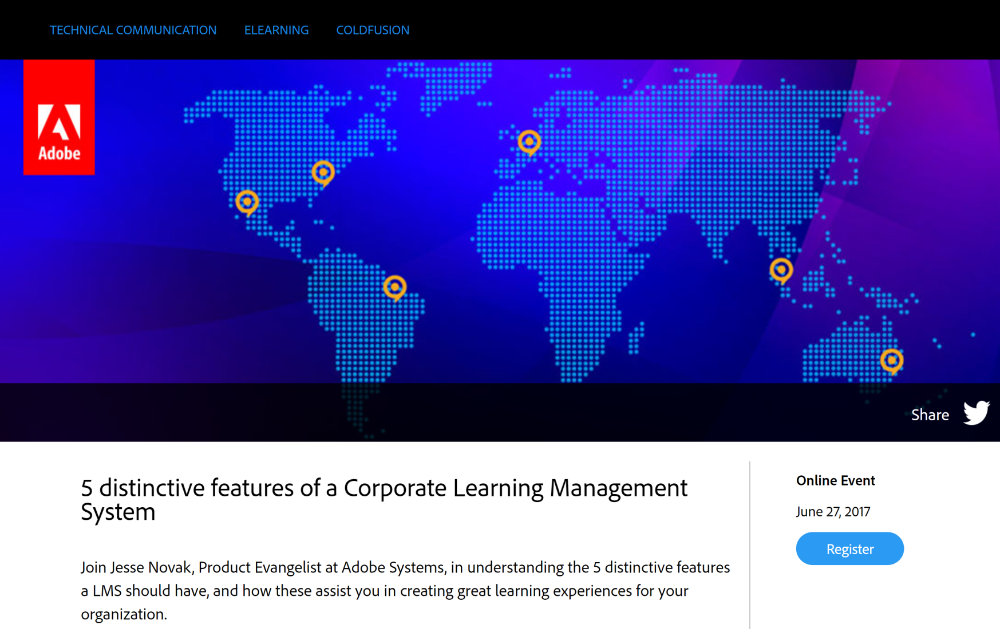 TECHNICAL COMMUNICATION ELEARNING COLDFUSION
Adobe
Share
5 distinctive features of a Corporate Learning Management
System
Join Jesse Novak, Product Evangelist at Adobe Systems, in understanding the 5 distinctive features
a LMS should have, and how these assist you in creating great learning experiences for your
organization.
Online Event
June 27, 2017
Register